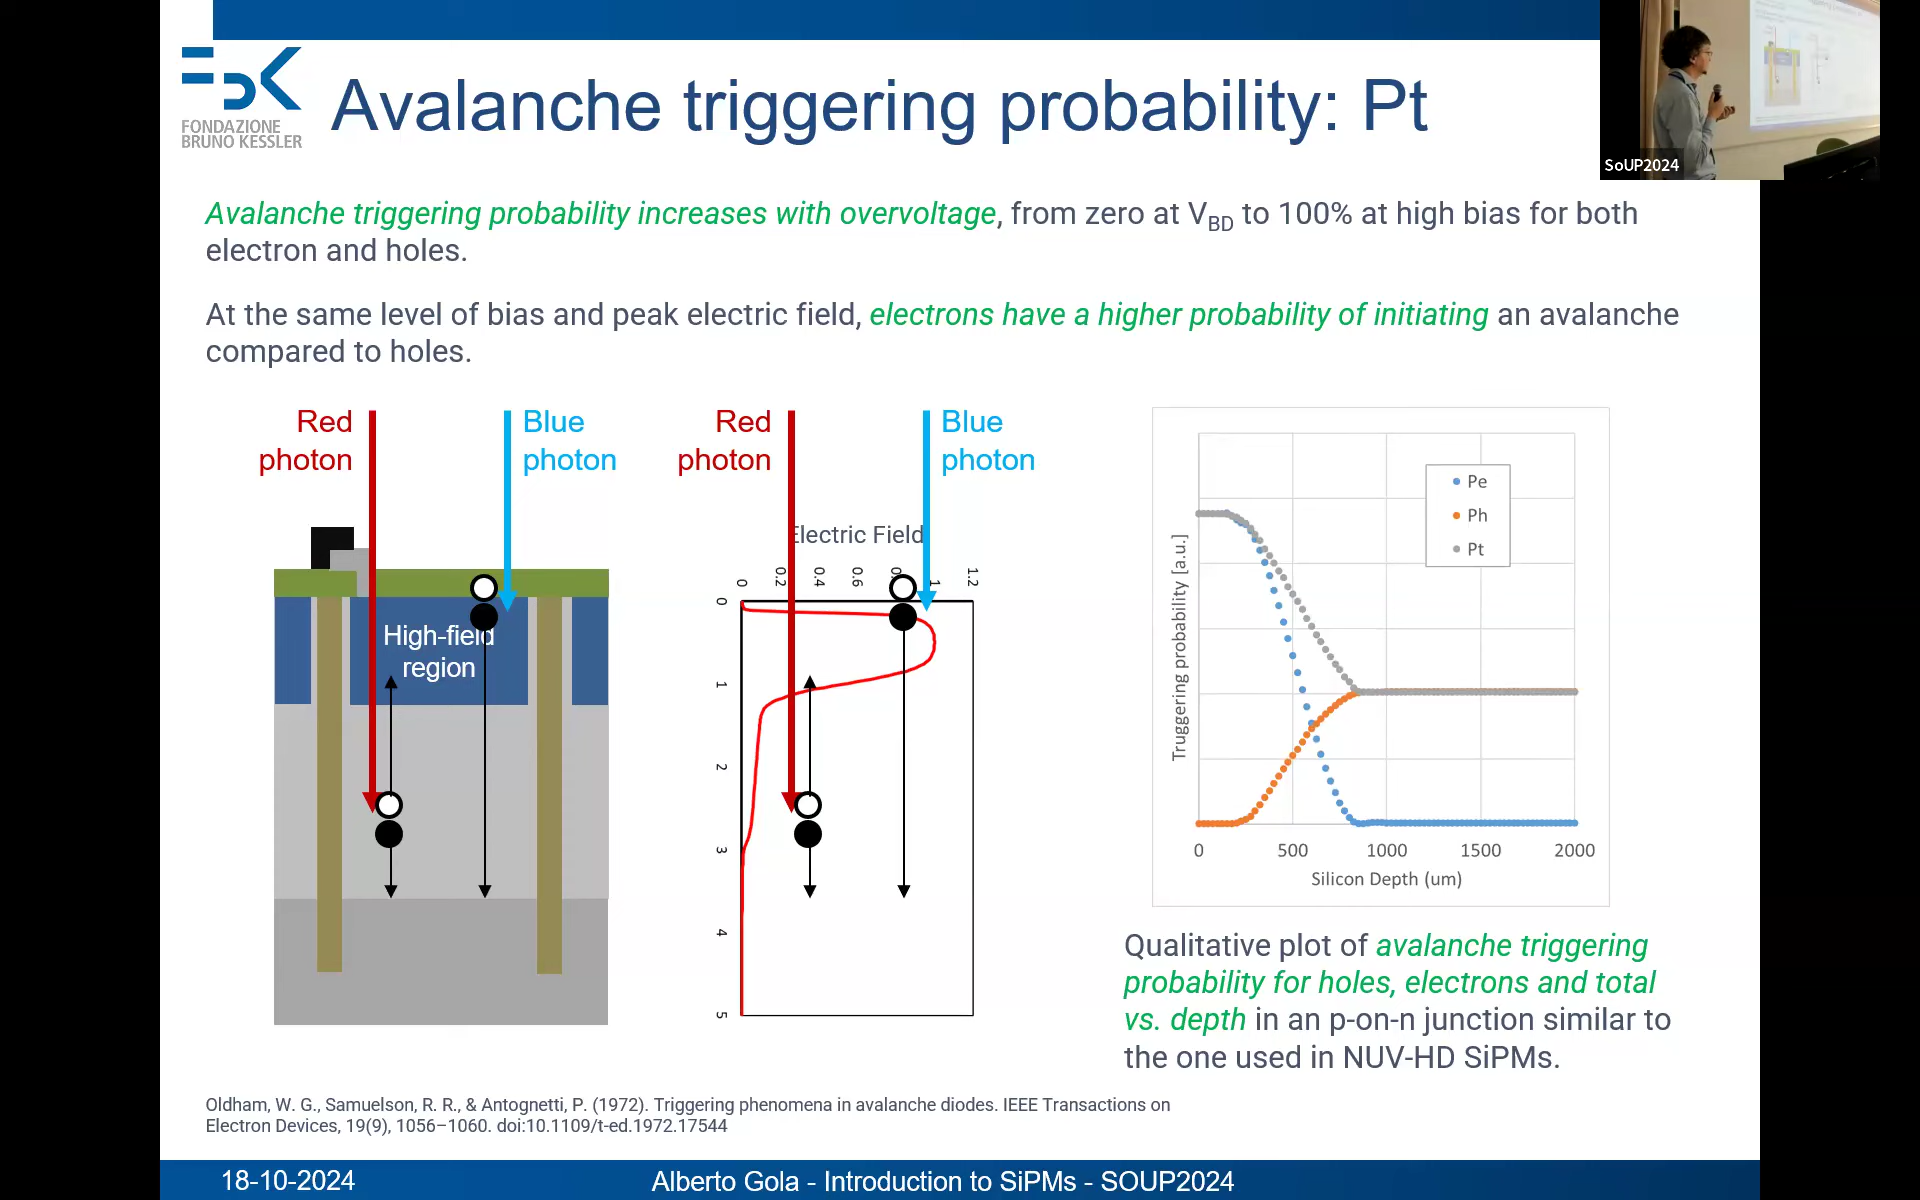 FBK
FONDAZIONE
BRUNO KESSLER
Avalanche triggering probability: Pt
SoUP2024
Avalanche triggering probability increases with overvoltage, from zero at VBD to 100% at high bias for both
electron and holes.
At the same level of bias and peak electric field, electrons have a higher probability of initiating an avalanche
compared to holes.
Red
photon
Blue
photon
High-field
region
Red
photon
Blue
photon
Electric Field
0
0.2
0.4
0.6
1
1.2
0
1
2
3
4
5
Pe
Ph
Pt
Truggering probability [a.u.]
0 500 1000 1500 2000
Silicon Depth (um)
Qualitative plot of avalanche triggering
probability for holes, electrons and total
vs. depth in an p-on-n junction similar to
the one used in NUV-HD SiPMs.
Oldham, W. G., Samuelson, R. R., & Antognetti, P. (1972). Triggering phenomena in avalanche diodes. IEEE Transactions on
Electron Devices, 19(9), 1056–1060. doi:10.1109/t-ed.1972.17544
18-10-2024
Alberto Gola - Introduction to SiPMs - SOUP2024